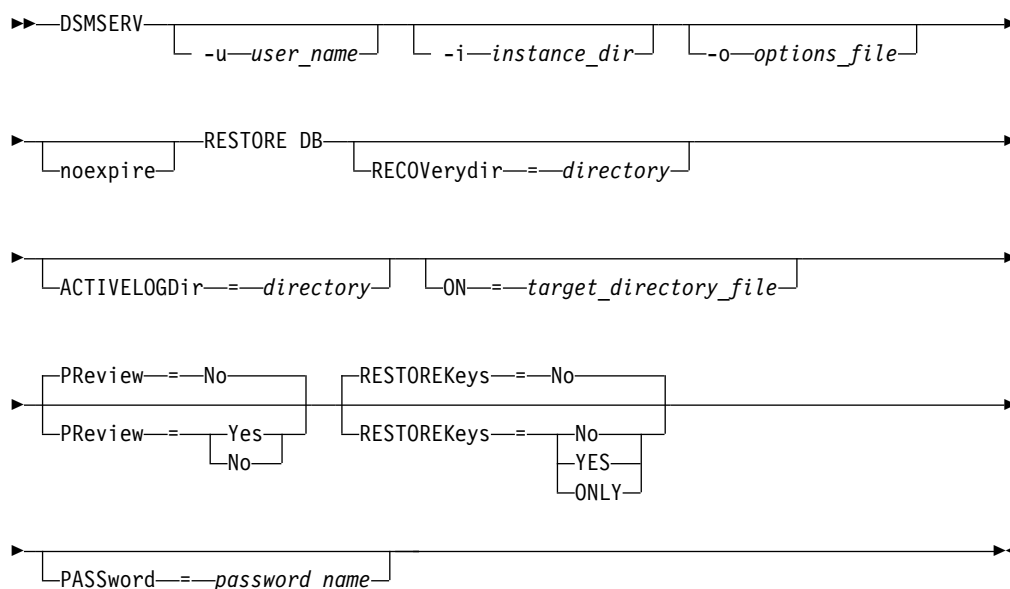 DSMSERV
-u user_name -i instance_dir -o options_file
noexpire RESTORE DB RECOVerydir = directory
ACTIVELOGDir = directory ON = target_directory_file
PReview = No RESTOREKeys = No
PReview = Yes RESTOREKeys = No
No YES
ONLY
PASSword = password name